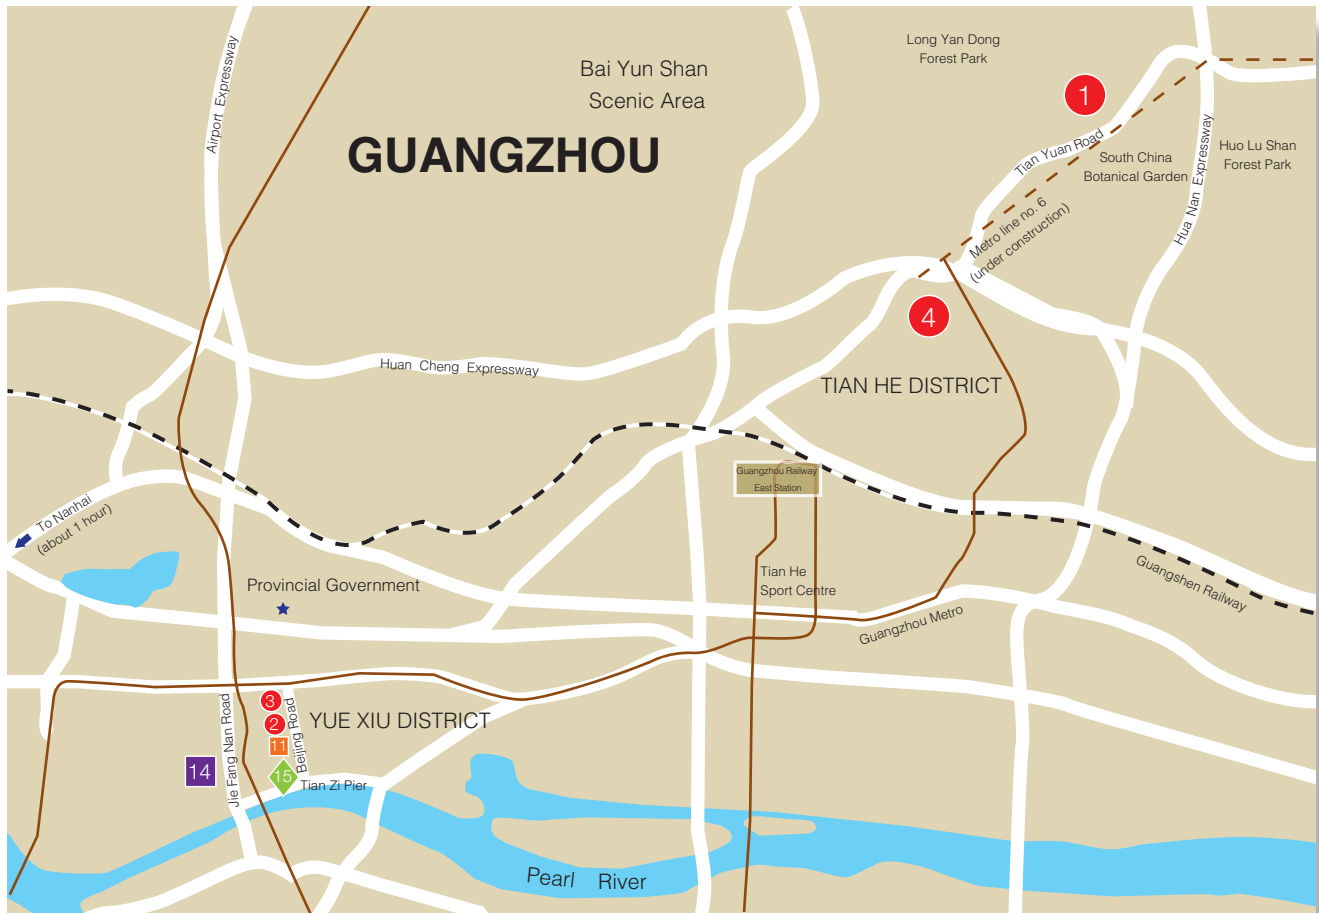 Long Yan Dong
Forest Park
Bai Yun Shan
Scenic Area
Airport Expressway
1
GUANGZHOU
Tian Yuan Road
South China
Botanical Garden
Huo Lu Shan
Forest Park
Hua Nan Expressway
Metro line no. 6
(under construction)
4
Huan Cheng Expressway
TIAN HE DISTRICT
Guangzhou Railway
East Station
To Nanhai
(about 1 hour)
Provincial Government
Tian He
Sport Centre
Guangshen Railway
Guangzhou Metro
3
2
YUE XIU DISTRICT
11
Beijing Road
Jie Fang Nan Road
14
15
Tian Zi Pier
Pearl River